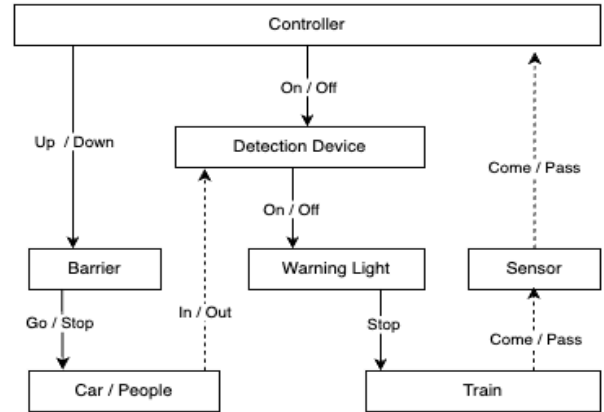 Controller
On / Off
Up / Down
Detection Device
Come / Pass
On / Off
Barrier
Warning Light
Sensor
Go / Stop
In / Out
Stop
Come / Pass
Car / People
Train